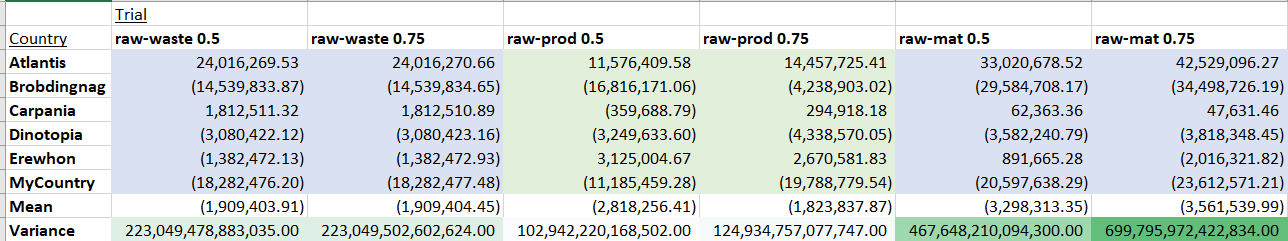 Trial
Country raw-waste 0.5 raw-waste 0.75 raw-prod 0.5 raw-prod 0.75 raw-mat 0.5 raw-mat 0.75
Atlantis 24,016,269.53 24,016,270.66 11,576,409.58 14,457,725.41 33,020,678.52 42,529,096.27
Brobdingnag (14,539,833.87) (14,539,834.65) (16,816,171.06) (4,238,903.02) (29,584,708.17) (34,498,726.19)
Carpania 1,812,511.32 1,812,510.89 (359,688.79) 294,918.18 62,363.36 47,631.46
Dinotopia (3,080,422.12) (3,080,423.16) (3,249,633.60) (4,338,570.05) (3,582,240.79) (3,818,348.45)
Erewhon (1,382,472.13) (1,382,472.93) 3,125,004.67 2,670,581.83 891,665.28 (2,016,321.82)
MyCountry (18,282,476.20) (18,282,477.48) (11,185,459.28) (19,788,779.54) (20,597,638.29) (23,612,571.21)
Mean (1,909,403.91) (1,909,404.45) (2,818,256.41) (1,823,837.87) (3,298,313.35) (3,561,539.99)
Variance 223,049,478,883,035.00 223,049,502,602,624.00 102,942,220,168,502.00 124,934,757,077,747.00 467,648,210,094,300.00 699,795,972,422,834.00